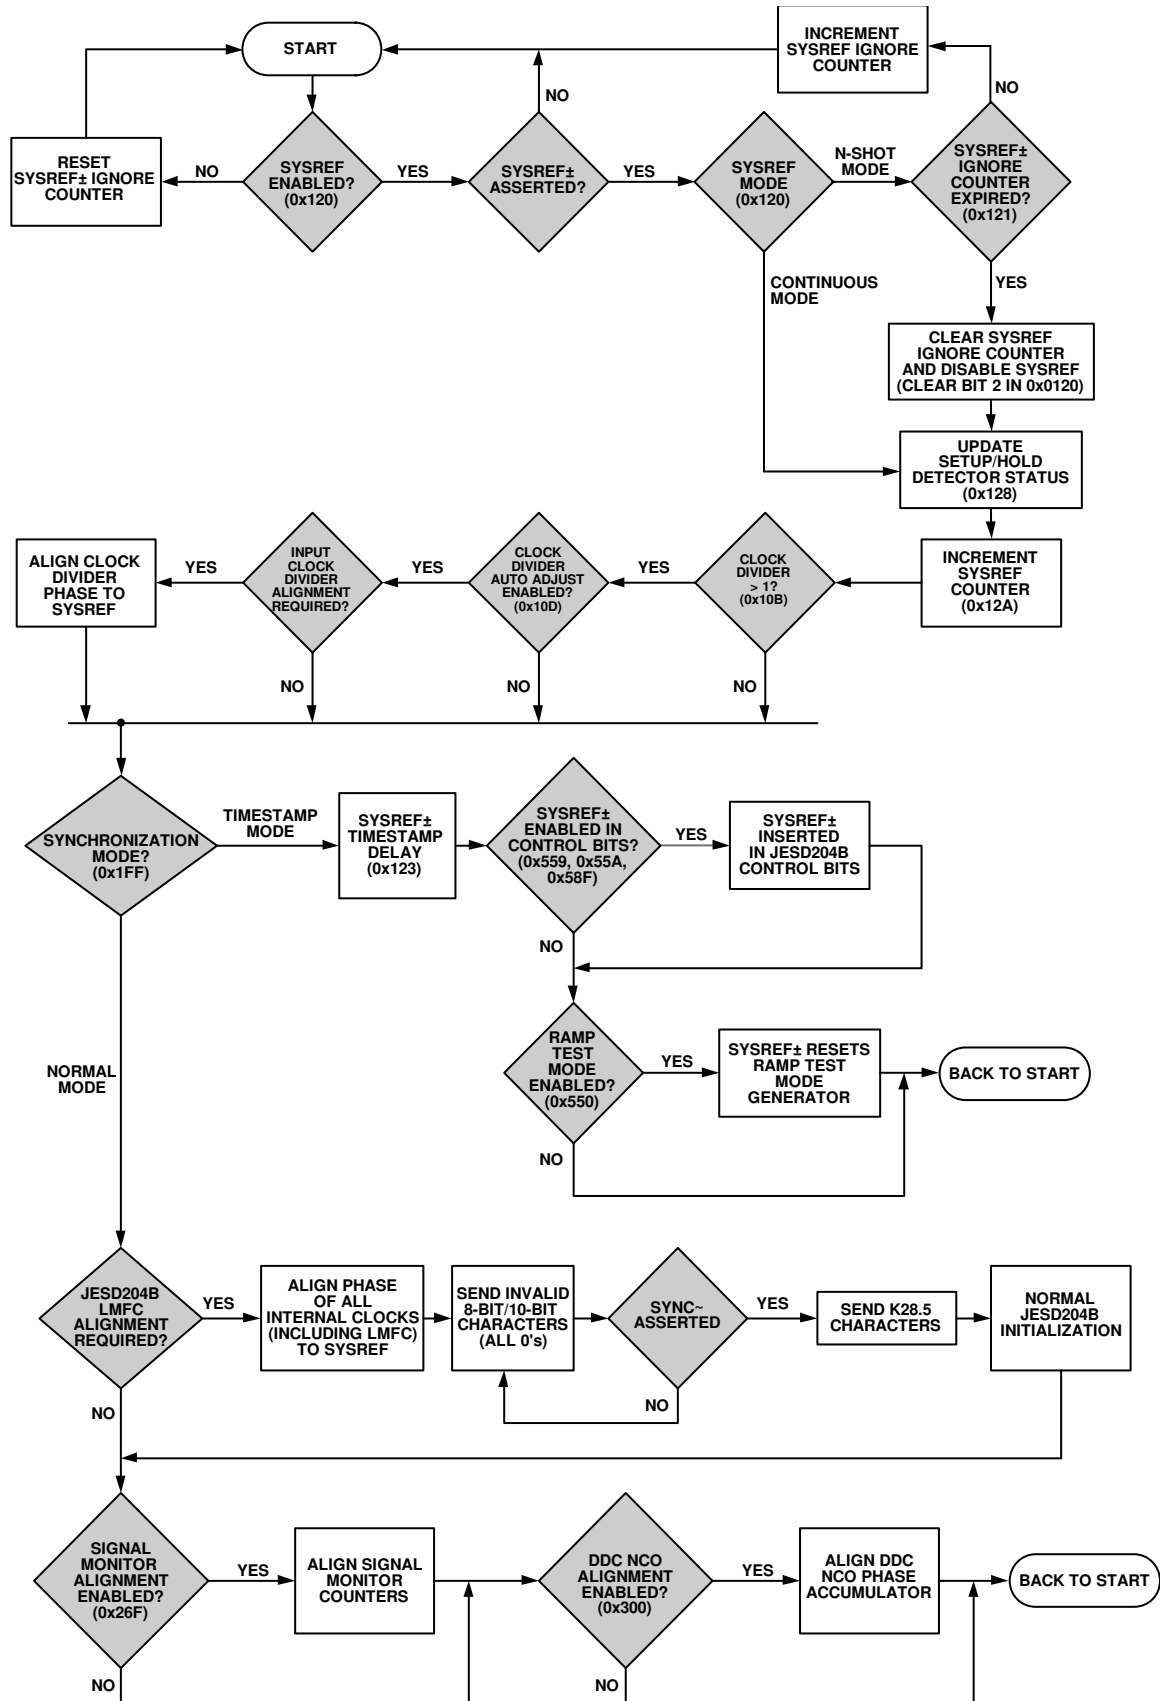 START
INCREMENT
SYSREF IGNORE
COUNTER
NO
NO
RESET
SYSREF± IGNORE
COUNTER
NO
SYSREF
ENABLED?
(0x120)
YES
SYSREF±
ASSERTED?
YES
SYSREF
MODE
(0x120)
N-SHOT
MODE
SYSREF±
IGNORE
COUNTER
EXPIRED?
(0x121)
CONTINUOUS
MODE
YES
CLEAR SYSREF
IGNORE COUNTER
AND DISABLE SYSREF
(CLEAR BIT 2 IN 0x0120)
UPDATE
SETUP/HOLD
DETECTOR STATUS
(0x128)
ALIGN CLOCK
DIVIDER
PHASE TO
SYSREF
YES
INPUT
CLOCK
DIVIDER
ALIGNMENT
REQUIRED?
YES
CLOCK
DIVIDER
AUTO ADJUST
ENABLED?
(0x10D)
YES
CLOCK
DIVIDER
> 1?
(0x10B)
INCREMENT
SYSREF
COUNTER
(0x12A)
NO
NO
NO
SYNCHRONIZATION
MODE?
(0x1FF)
TIMESTAMP
MODE
SYSREF±
TIMESTAMP
DELAY
(0x123)
SYSREF±
ENABLED IN
CONTROL BITS?
(0x559, 0x55A,
0x58F)
YES
SYSREF±
INSERTED
IN JESD204B
CONTROL BITS
NO
NORMAL
MODE
RAMP
TEST
MODE
ENABLED?
(0x550)
YES
SYSREF± RESETS
RAMP TEST
MODE
GENERATOR
BACK TO START
NO
JESD204B
LMFC
ALIGNMENT
REQUIRED?
YES
ALIGN PHASE
OF ALL
INTERNAL CLOCKS
(INCLUDING LMFC)
TO SYSREF
SEND INVALID
8-BIT/10-BIT
CHARACTERS
(ALL 0's)
SYNC~
ASSERTED
YES
SEND K28.5
CHARACTERS
NORMAL
JESD204B
INITIALIZATION
NO
NO
SIGNAL
MONITOR
ALIGNMENT
ENABLED?
(0x26F)
YES
ALIGN SIGNAL
MONITOR
COUNTERS
DDC NCO
ALIGNMENT
ENABLED?
(0x300)
YES
ALIGN DDC
NCO PHASE
ACCUMULATOR
BACK TO START
NO
NO